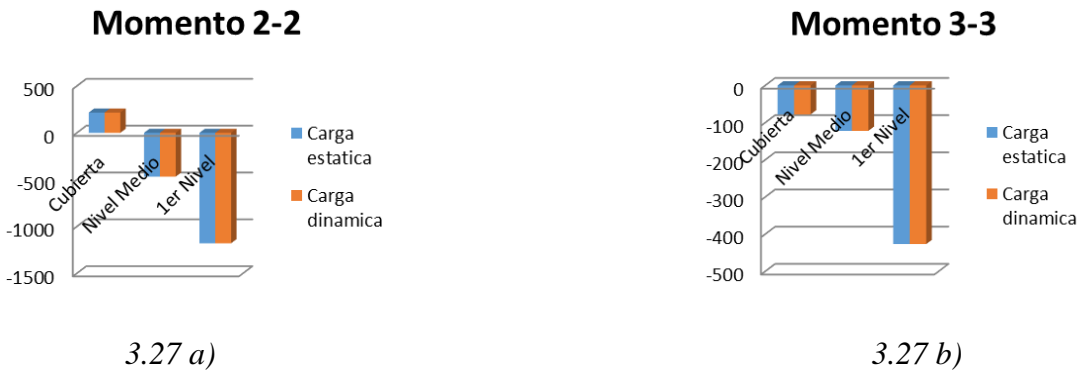 Momento 2-2
500
0
-500
-1000
-1500
Cubierta
Nivel Medio
1er Nivel
Carga
estatica
Carga
dinamica
3.27 a)
Momento 3-3
0
-100
-200
-300
-400
-500
Cubierta
Nivel Medio
1er Nivel
Carga
estatica
Carga
dinamica
3.27 b)